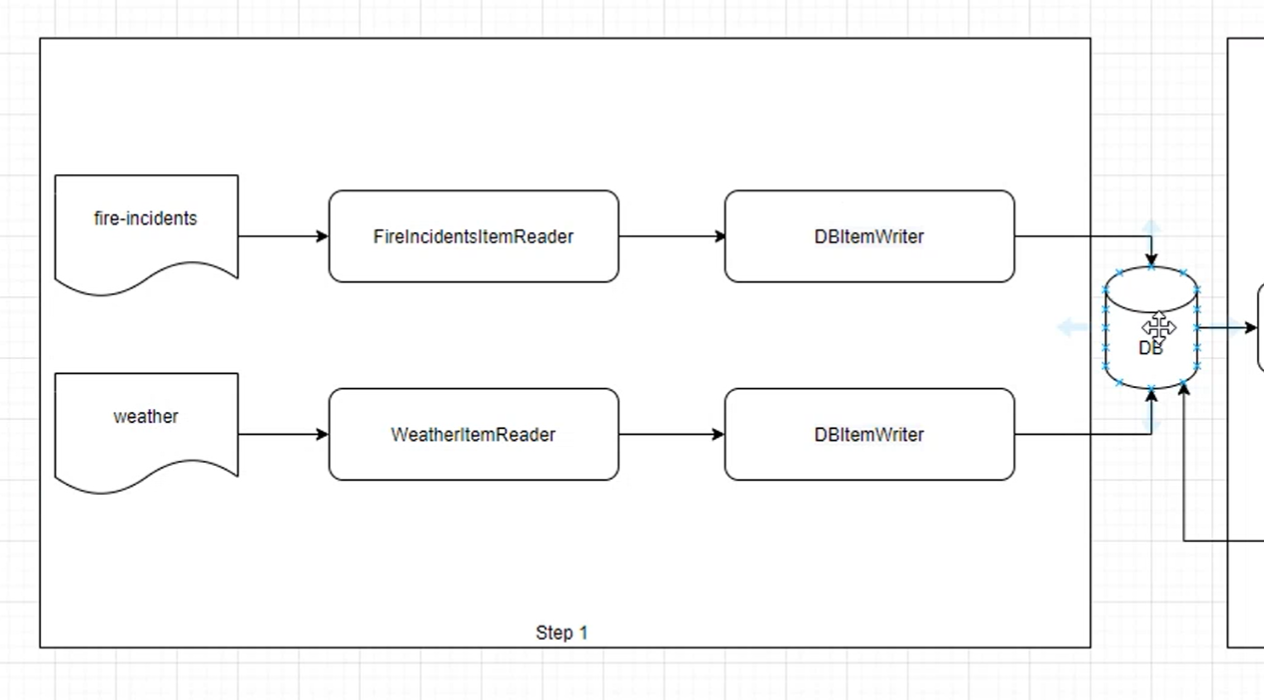 fire-incidents
FireIncidentsItemReader
DBItemWriter
DB
weather
WeatherItemReader
DBItemWriter
Step 1